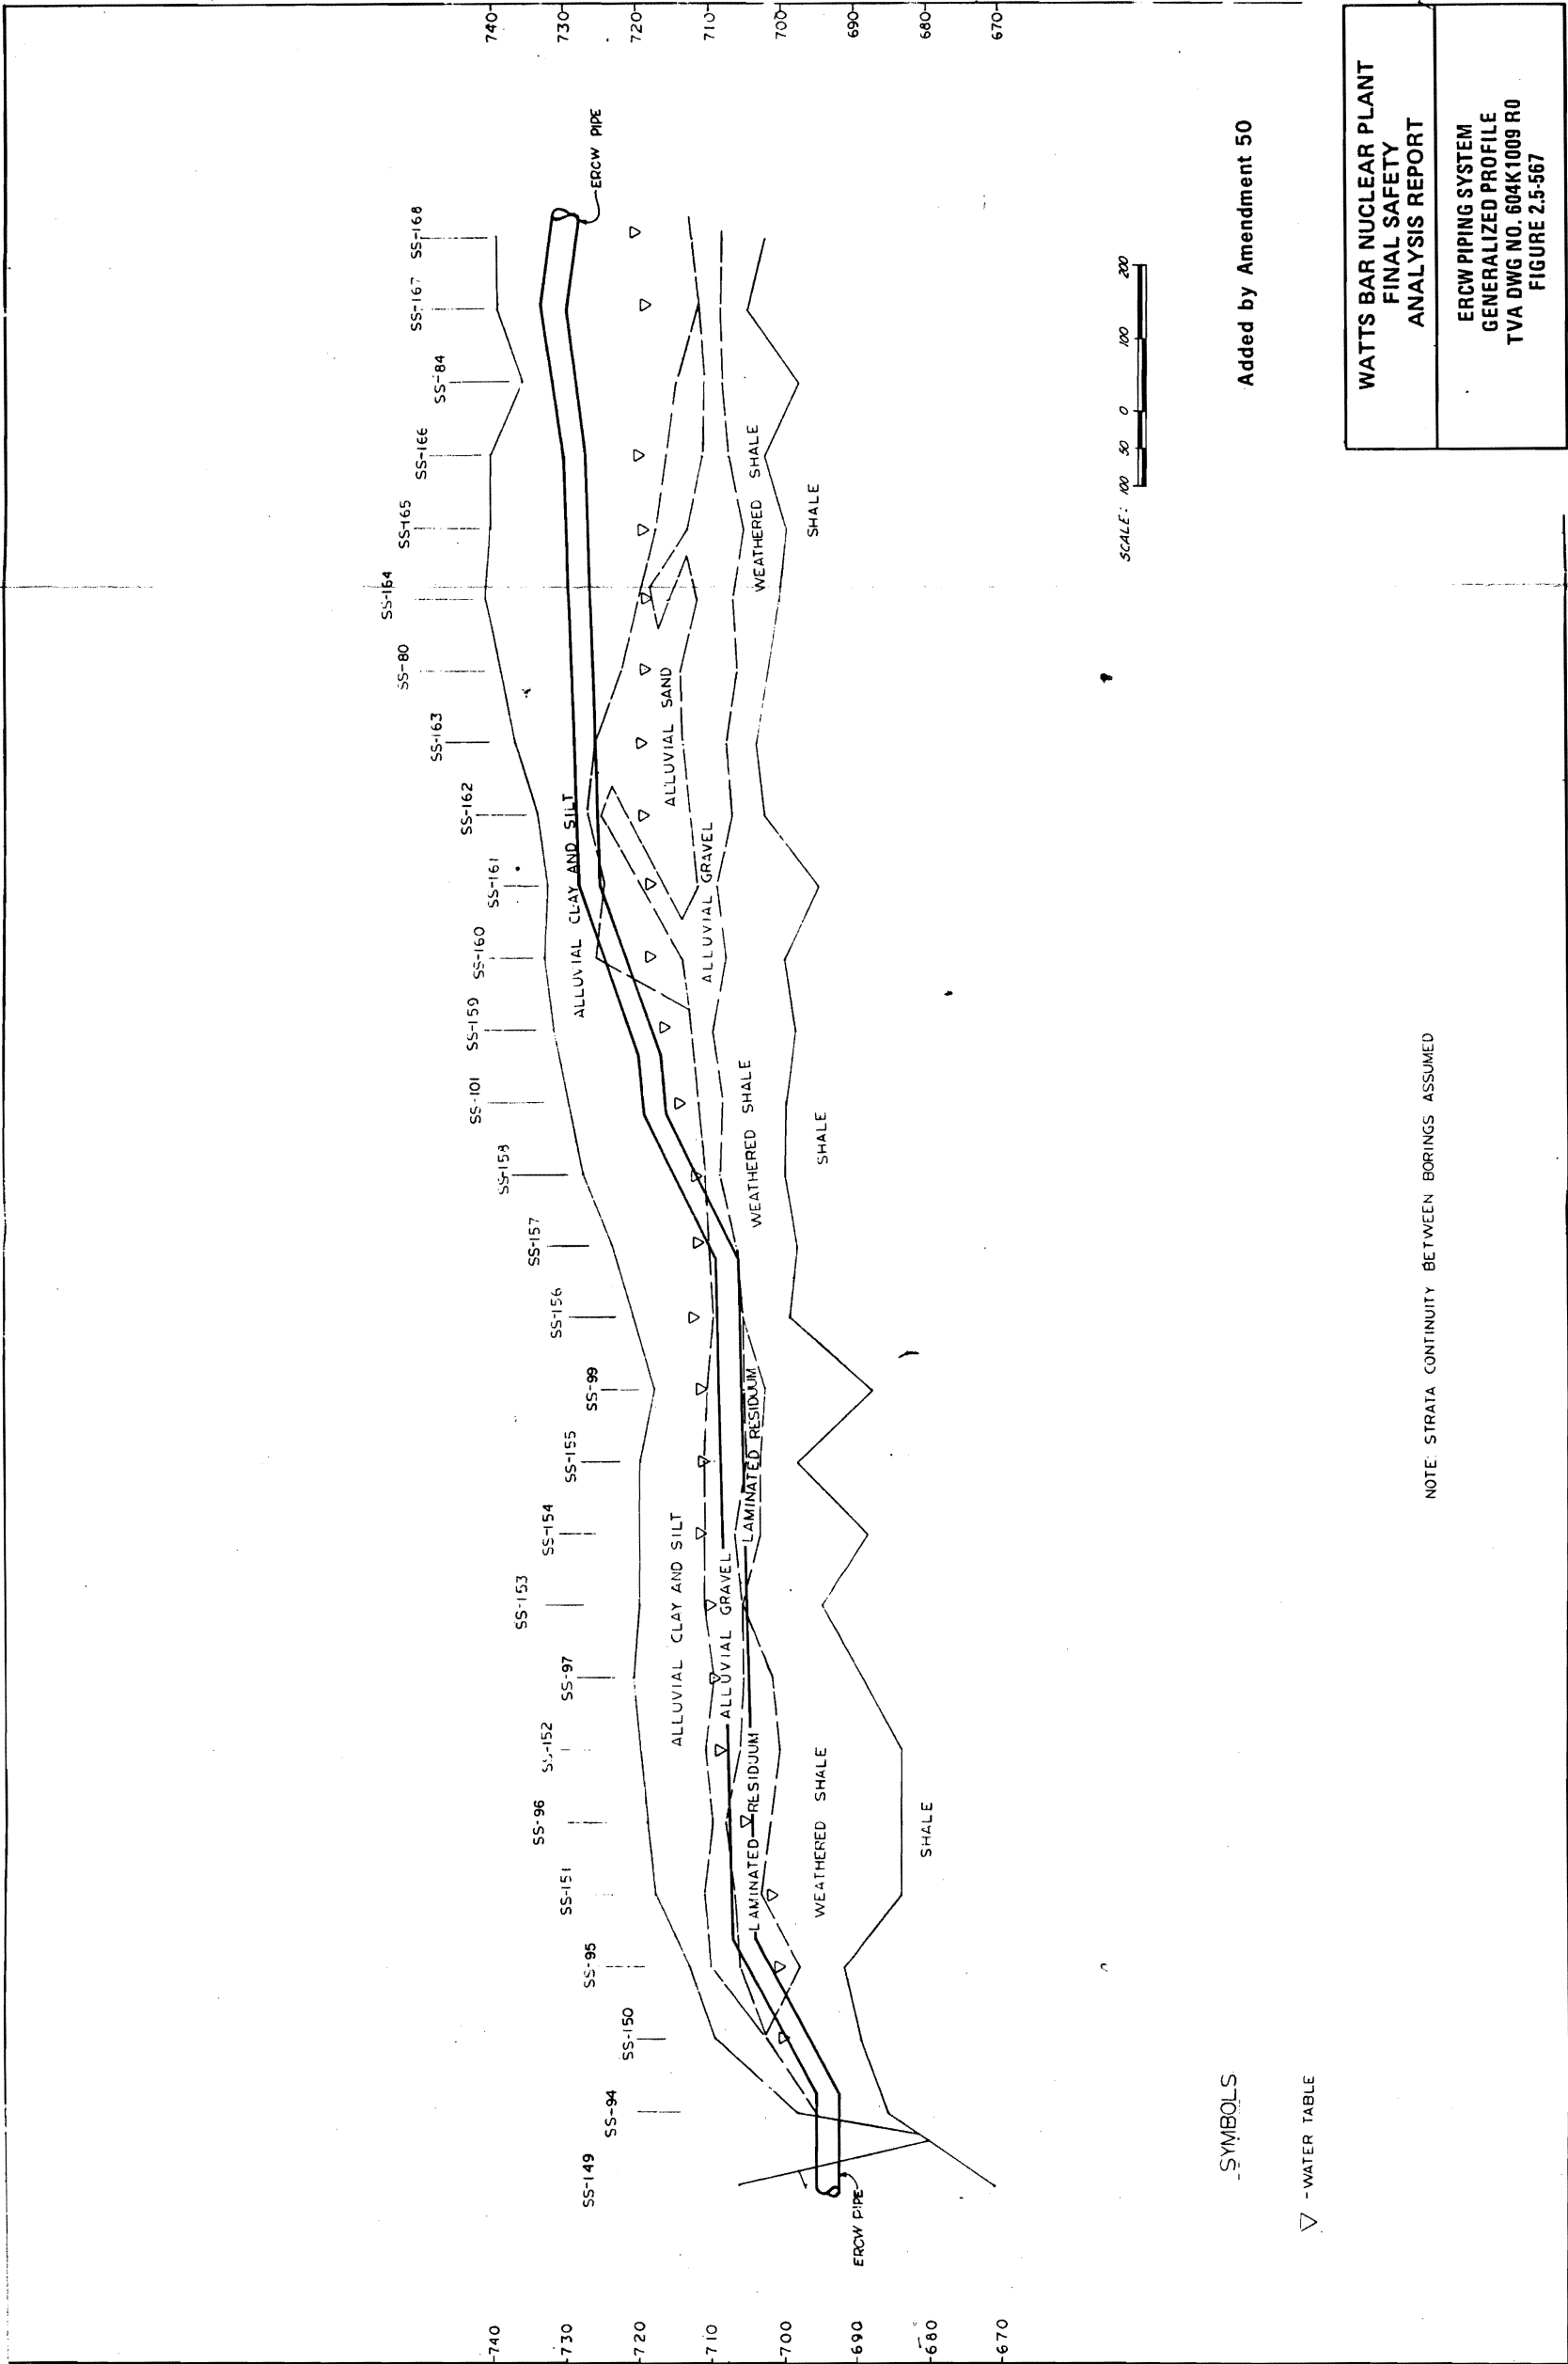 SS-149
SS-94
SS-150
SS-95
SS-151
SS-96
SS-152
SS-97
SS-153
SS-154
SS-155
SS-99
SS-156
SS-157
SS-158
SS-101
SS-159
SS-160
SS-161
SS-162
SS-163
SS-80
SS-164
SS-165
SS-166
SS-84
SS-167
SS-168
740
730
720
710
700
690
680
670
740
730
720
710
700
690
680
670
ERCW PIPE
ERCW PIPE
ALLUVIAL CLAY AND SILT
ALLUVIAL CLAY AND SILT
ALLUVIAL GRAVEL
ALLUVIAL SAND
ALLUVIAL GRAVEL
LAMINATED RESIDUUM
LAMINATED RESIDUUM
WEATHERED SHALE
WEATHERED SHALE
WEATHERED SHALE
SHALE
SHALE
SHALE
SCALE: 100 50 0 100 200
Added by Amendment 50
SYMBOLS
▽ - WATER TABLE
NOTE: STRATA CONTINUITY BETWEEN BORINGS ASSUMED
WATTS BAR NUCLEAR PLANT
FINAL SAFETY
ANALYSIS REPORT
ERCW PIPING SYSTEM
GENERALIZED PROFILE
TVA DWG NO. 604K1009 R0
FIGURE 2.5-567